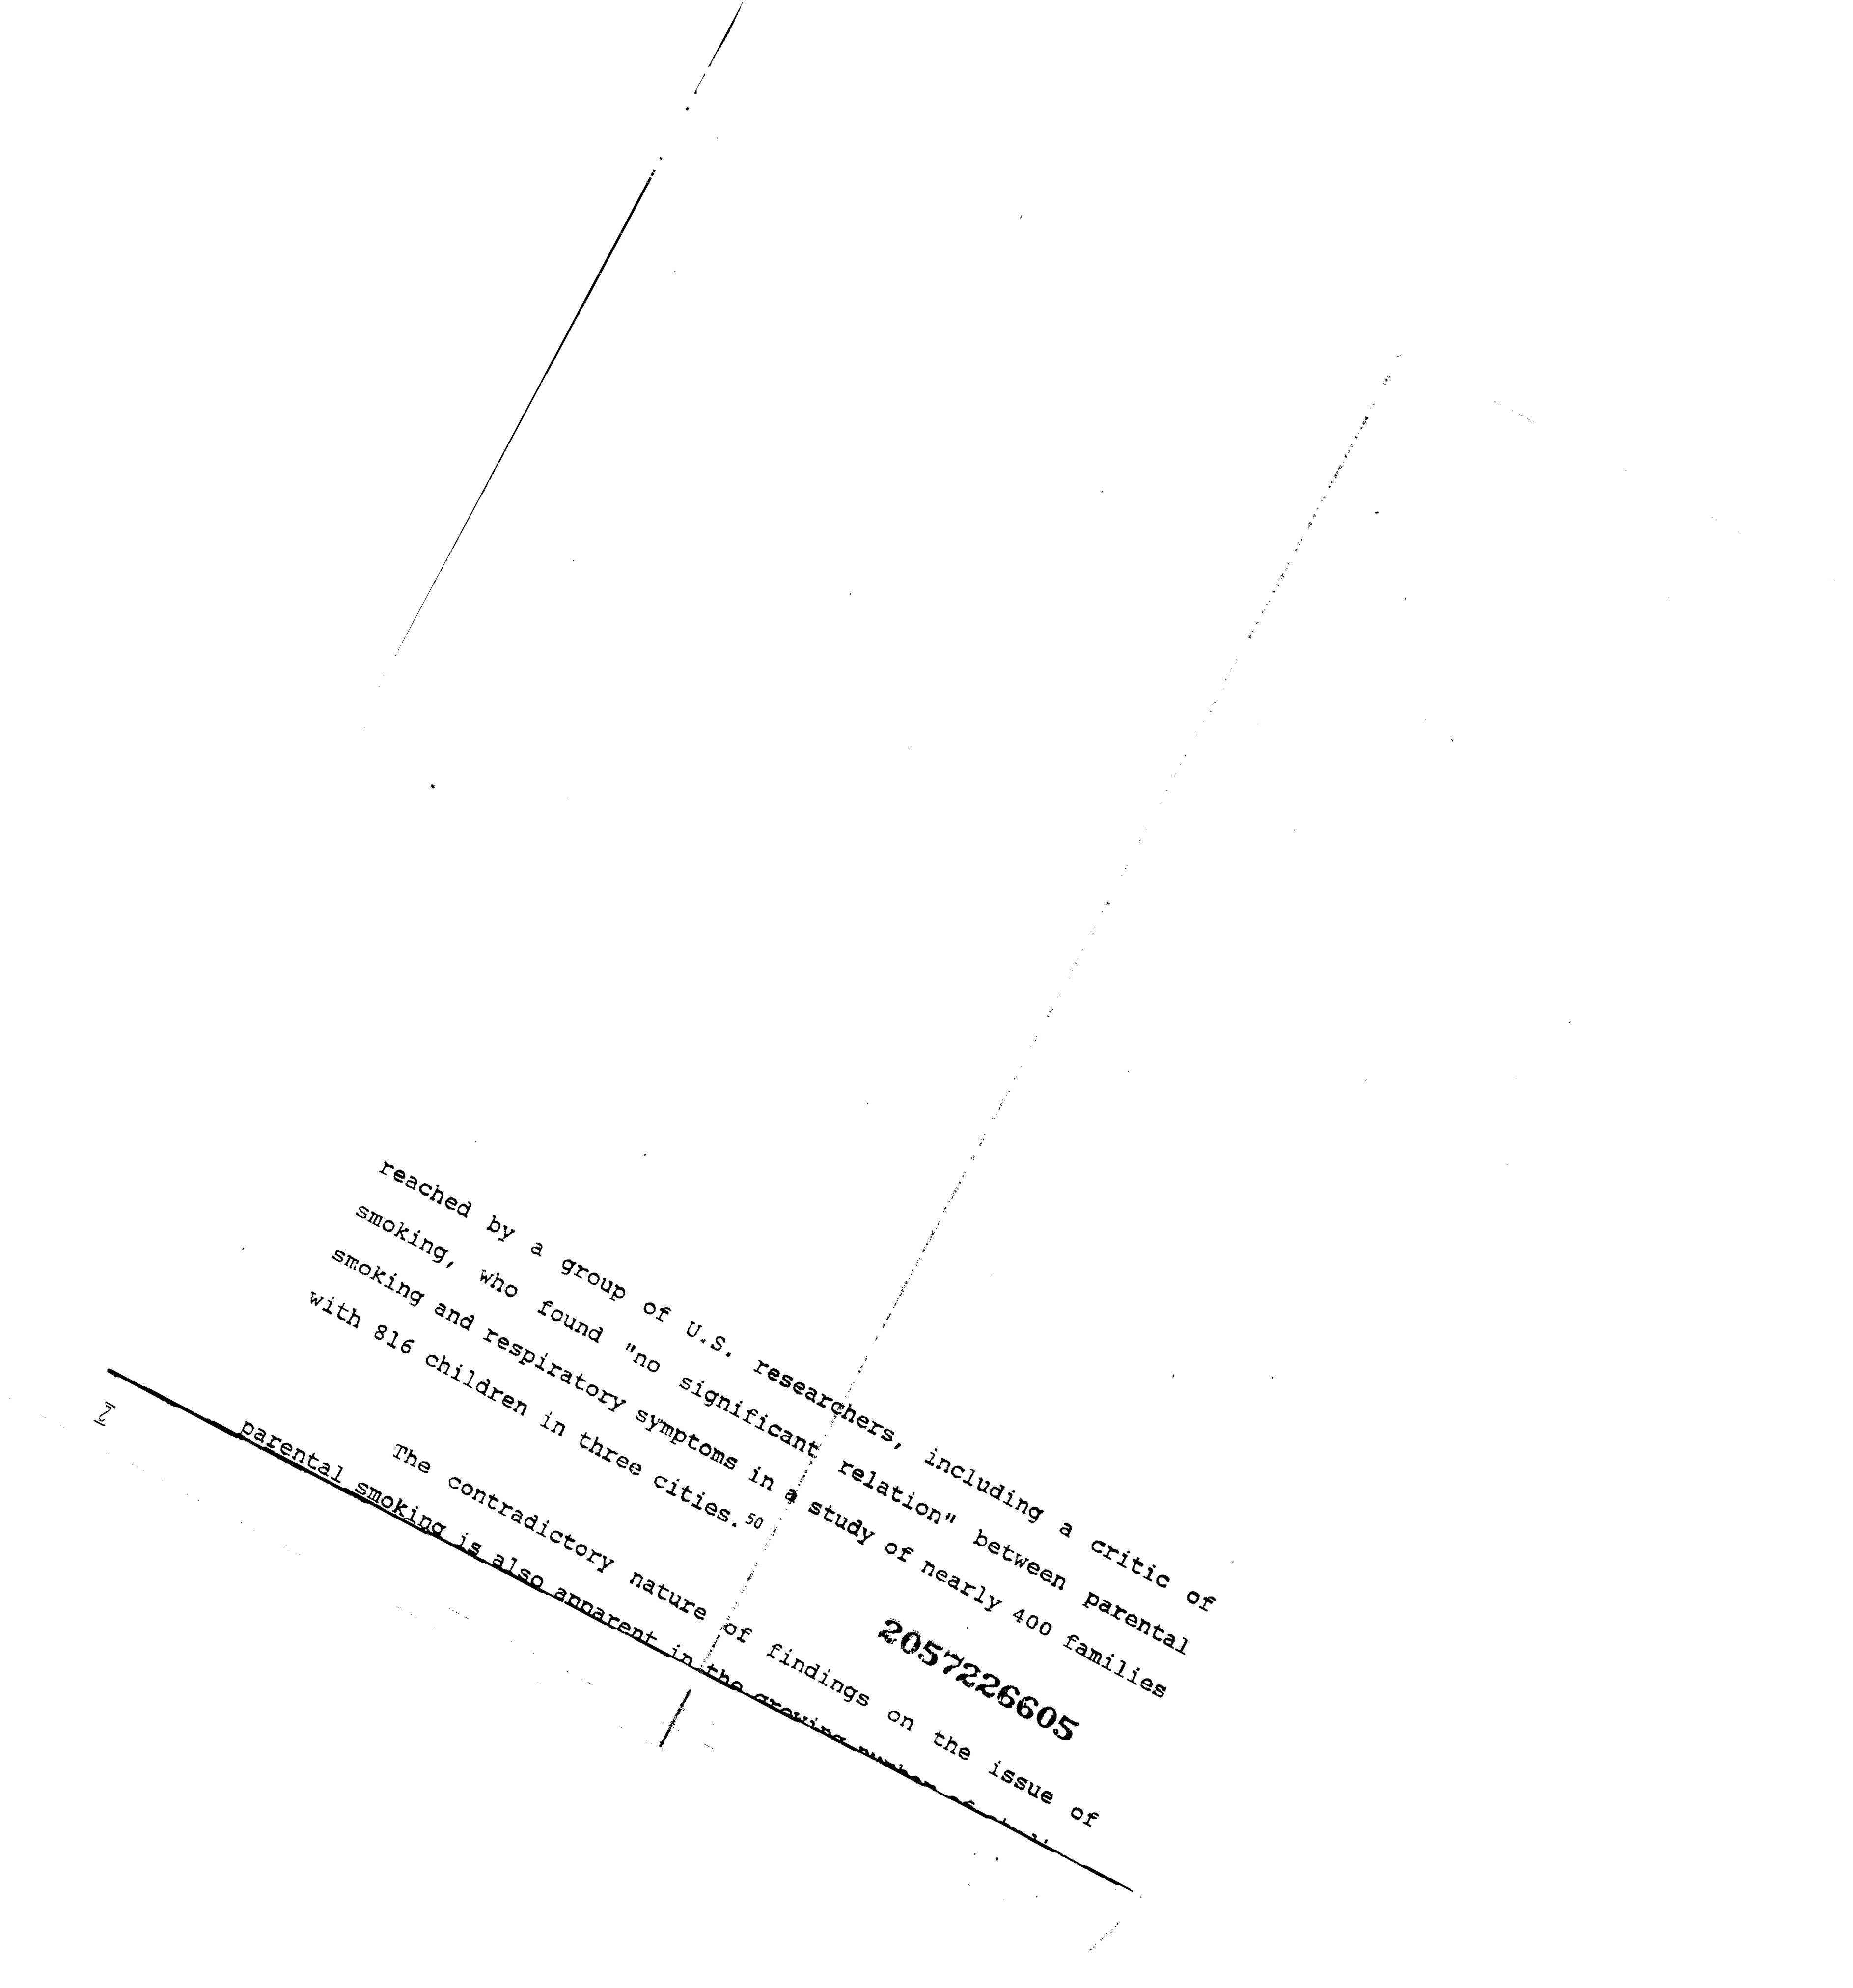 reached by a group of U.S. researchers, including a critic of
smoking, who found "no significant relation" between parental
smoking and respiratory symptoms in a study of nearly 400 families
with 816 children in three cities.50
2057226605
The contradictory nature of findings on the issue of
parental smoking is also apparent in the growing number of